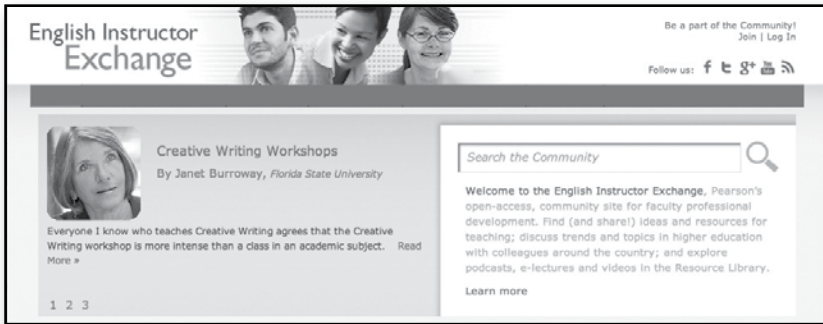 English Instructor
Exchange
Be a part of the Community!
Join | Log In
Follow us: f t g+ You Tube
Creative Writing Workshops
By Janet Burroway, Florida State University
Everyone I know who teaches Creative Writing agrees that the Creative
Writing workshop is more intense than a class in an academic subject. Read
More »
1 2 3
Search the Community
Welcome to the English Instructor Exchange, Pearson's
open-access, community site for faculty professional
development. Find (and share!) ideas and resources for
teaching; discuss trends and topics in higher education
with colleagues around the country; and explore
podcasts, e-lectures and videos in the Resource Library.
Learn more